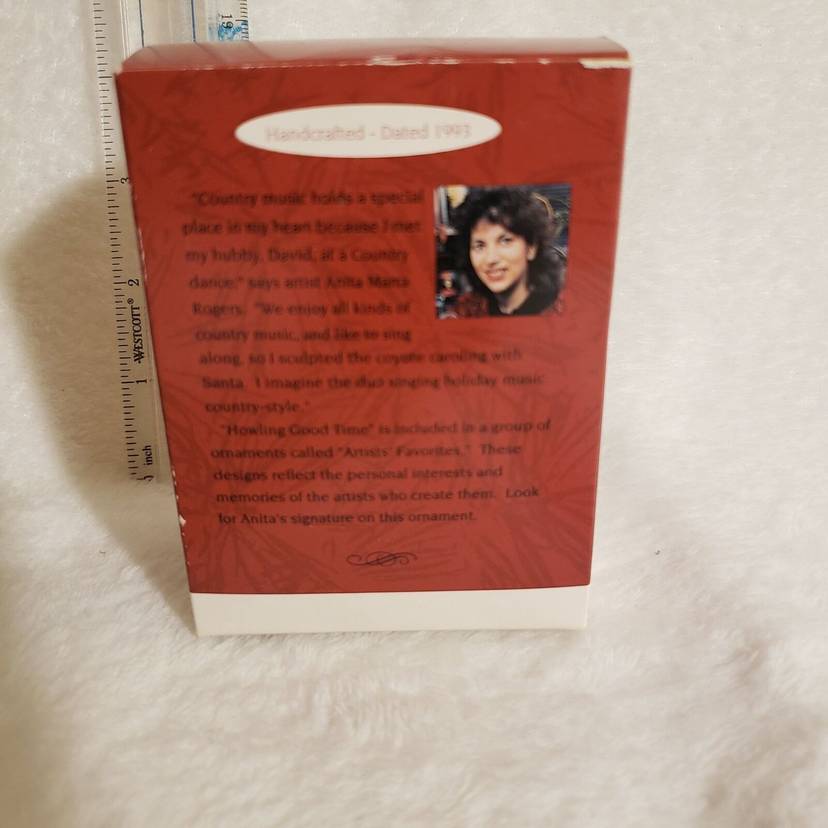 19
Handcrafted - Dated 1993
"Country music holds a special
place in my heart because I met
my hubby, David, at a Country
dance," says artist Anita Marra
Rogers. "We enjoy all kinds of
country music, and like to sing
along, so I sculpted the coyote caroling with
Santa. I imagine the duo singing holiday music
country-style."
"Howling Good Time" is included in a group of
ornaments called "Artists' Favorites." These
designs reflect the personal interests and
memories of the artists who create them. Look
for Anita's signature on this ornament.
3
2
WESTCOTT®
1
inch